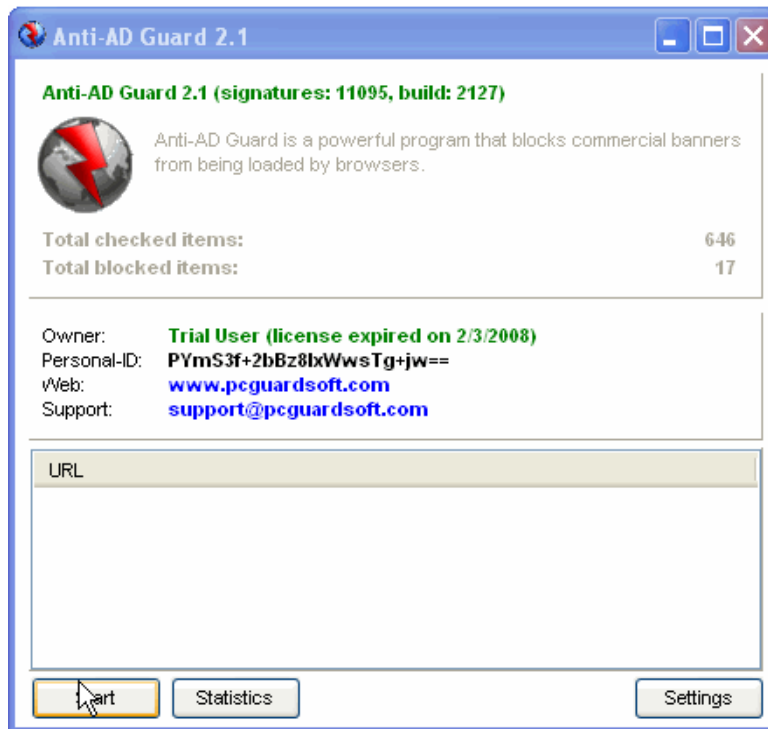 Anti-AD Guard 2.1
Anti-AD Guard 2.1 (signatures: 11095, build: 2127)
Anti-AD Guard is a powerful program that blocks commercial banners
from being loaded by browsers.
Total checked items: 646
Total blocked items: 17
Owner: Trial User (license expired on 2/3/2008)
Personal-ID: PYmS3f+2bBz8lxWwsTg+jw==
Web: www.pcguardsoft.com
Support: support@pcguardsoft.com
URL
Statistics Settings